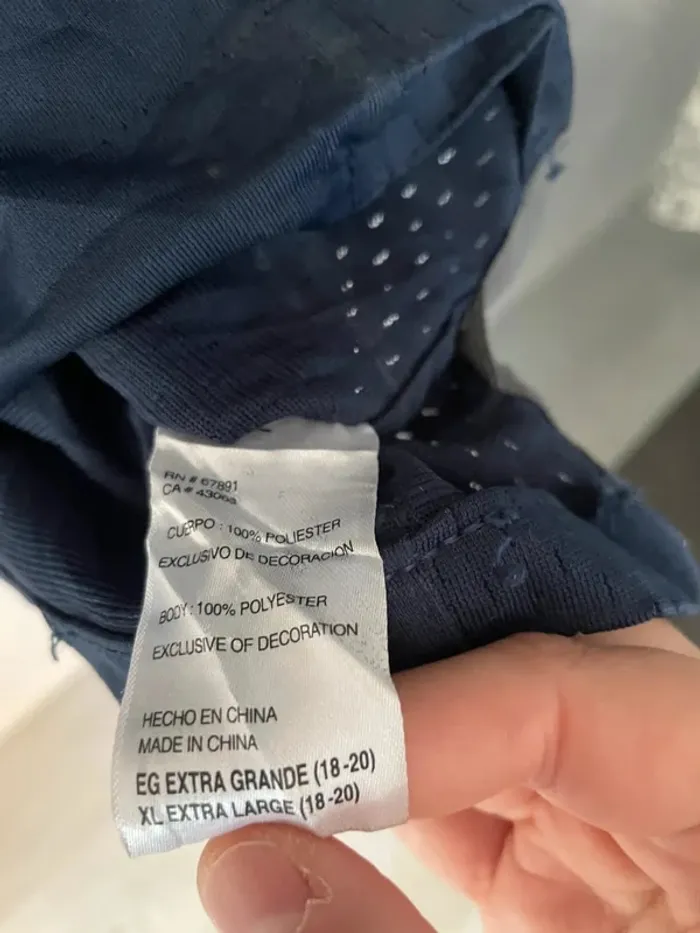 RN # 67891
CA # 43068
CUERPO : 100% POLIESTER
EXCLUSIVO DE DECORACION
BODY : 100% POLYESTER
EXCLUSIVE OF DECORATION
HECHO EN CHINA
MADE IN CHINA
EG EXTRA GRANDE (18-20)
XL EXTRA LARGE (18-20)